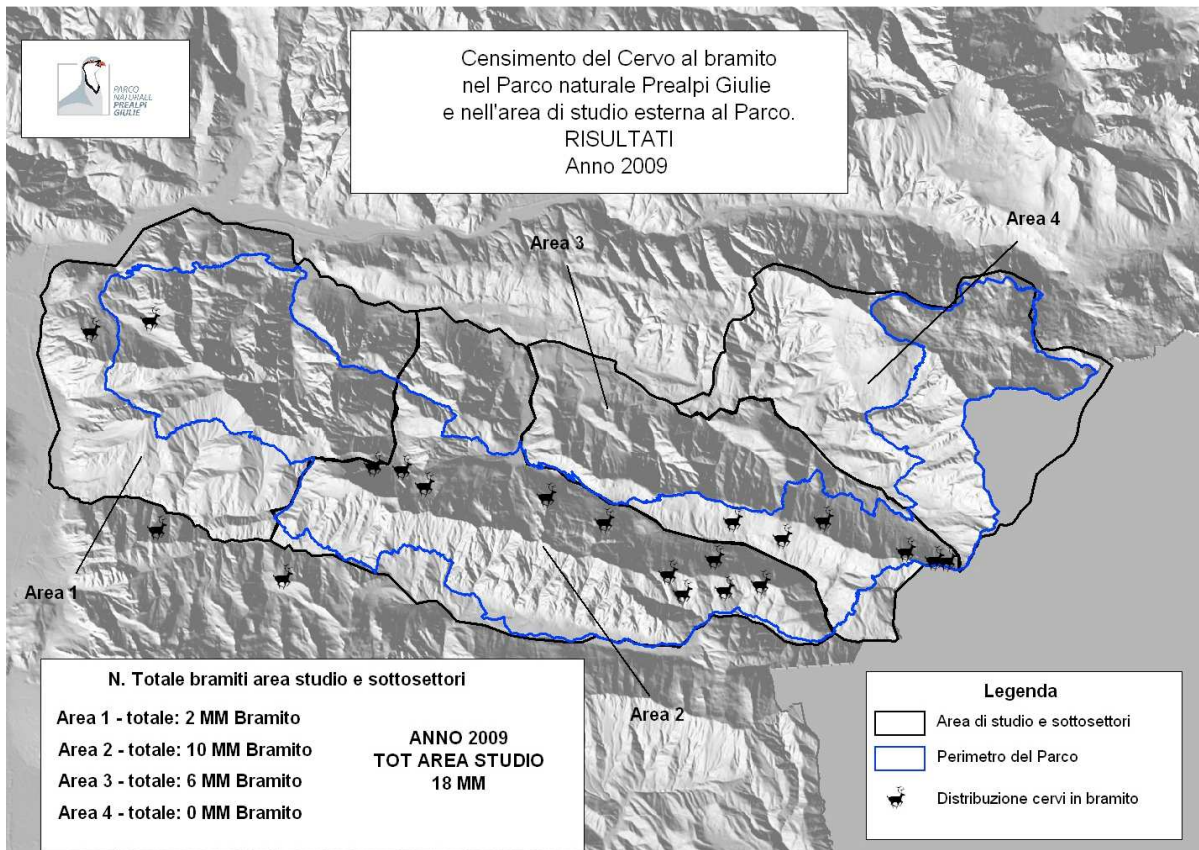 PARCO
NATURALE
PREALPI
GIULIE
Censimento del Cervo al bramito
nel Parco naturale Prealpi Giulie
e nell'area di studio esterna al Parco.
RISULTATI
Anno 2009
Area 4
Area 3
Area 1
Area 2
N. Totale bramiti area studio e sottosettori
Area 1 - totale: 2 MM Bramito
Area 2 - totale: 10 MM Bramito
Area 3 - totale: 6 MM Bramito
Area 4 - totale: 0 MM Bramito
ANNO 2009
TOT AREA STUDIO
18 MM
Legenda
Area di studio e sottosettori
Perimetro del Parco
Distribuzione cervi in bramito